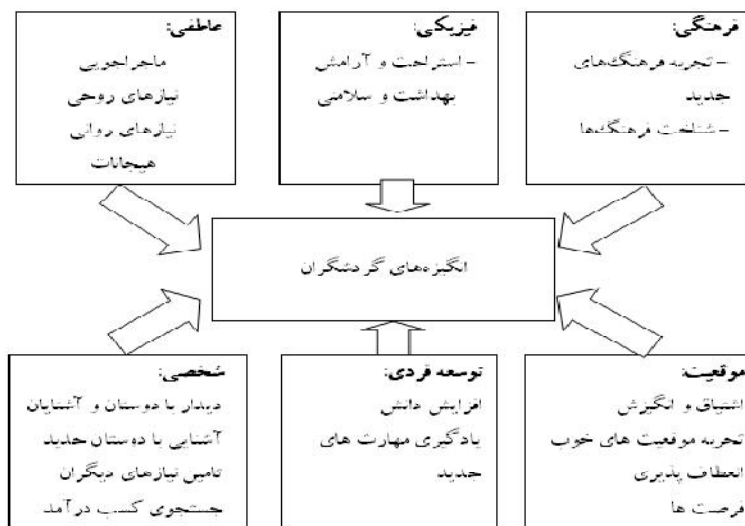 فرهنگی:
– تجربه فرهنگ‌های
جدید
– شناخت فرهنگ‌ها
فیزیکی:
– استراحت و آرامش
بهداشت و سلامتی
عاطفی:
ماجراجویی
نیازهای روحی
نیازهای روانی
هیجانات
انگیزه‌های گردشگران
موقعیت:
اشتیاق و انگیزش
تجربه موقعیت های خوب
انعطاف پذیری
فرصت ها
توسعه فردی:
افزایش دانش
یادگیری مهارت های
جدید
شخصی:
دیدار با دوستان و آشنایان
آشنایی با دوستان جدید
تامین نیازهای دیگران
جستجوی کسب درآمد